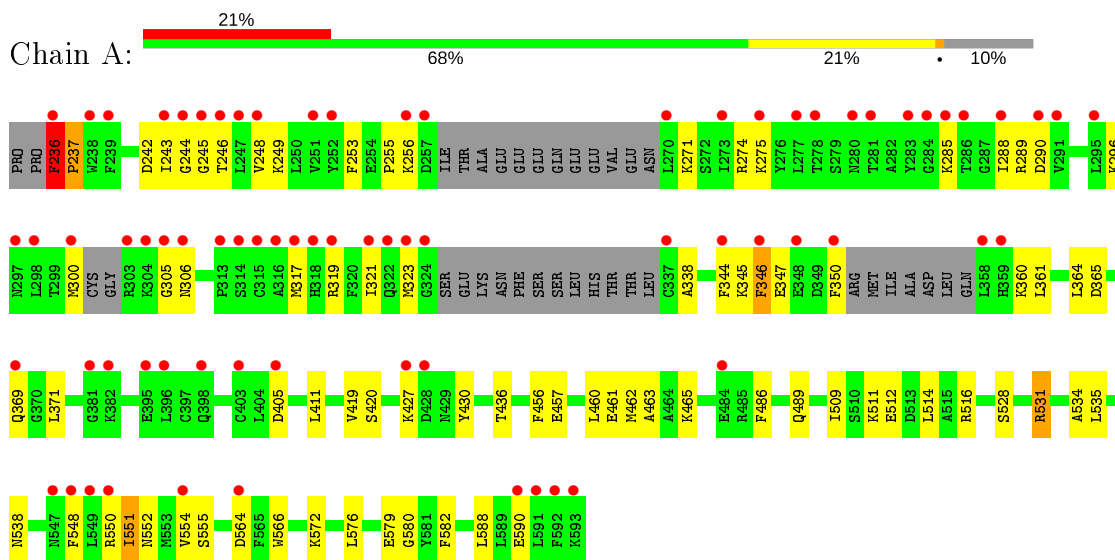 21%
Chain A:
68% 21% • 10%
PRO PRO F236 P237 W238 F239 D242 I243 G244 G245 T246 L247 V248 K249 L250 V251 Y252 F253 E254 P255 K256 D257 ILE THR ALA GLU GLU GLU GLN GLU GLU VAL GLU ASN L270 K271 S272 I273 R274 K275 Y276 L277 T278 S279 N280 T281 A282 Y283 G284 K285 T286 G287 I288 R289 D290 V291 L295 K296
N297 L298 T299 M300 CYS GLY R303 K304 G305 N306 P313 S314 C315 A316 M317 H318 R319 F320 I321 Q322 M323 G324 SER GLU LYS ASN PHE SER SER LEU HIS THR THR LEU C337 A338 F344 K345 F346 E347 E348 D349 F350 ARG MET ILE ALA ASP LEU GLN L358 H359 K360 L361 L364 D365
Q369 G370 L371 G381 K382 E395 L396 C397 Q398 C403 L404 D405 L411 V419 S420 K427 D428 N429 Y430 T436 F456 E457 L460 E461 M462 A463 A464 K465 E484 R485 F486 Q489 I509 S510 K511 E512 D513 L514 A515 R516 S528 R531 A534 L535
N538 N547 F548 L549 R550 I551 N552 M553 V554 S555 D564 F565 W566 K572 L576 E579 G580 Y581 F582 L588 L589 E590 L591 F592 K593